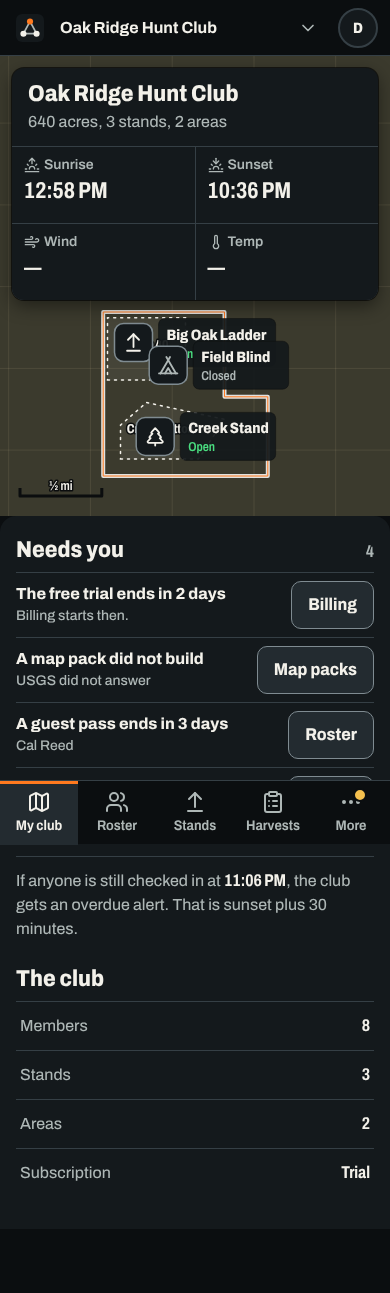 Oak Ridge Hunt Club
D
Oak Ridge Hunt Club
640 acres, 3 stands, 2 areas
Sunrise
12:58 PM
Sunset
10:36 PM
Wind
—
Temp
—
Big Oak Ladder
Field Blind
Closed
Creek Stand
Open
½ mi
Needs you
4
The free trial ends in 2 days
Billing starts then.
Billing
A map pack did not build
USGS did not answer
Map packs
A guest pass ends in 3 days
Cal Reed
Roster
My club
Roster
Stands
Harvests
More
If anyone is still checked in at 11:06 PM, the club
gets an overdue alert. That is sunset plus 30
minutes.
The club
Members
8
Stands
3
Areas
2
Subscription
Trial